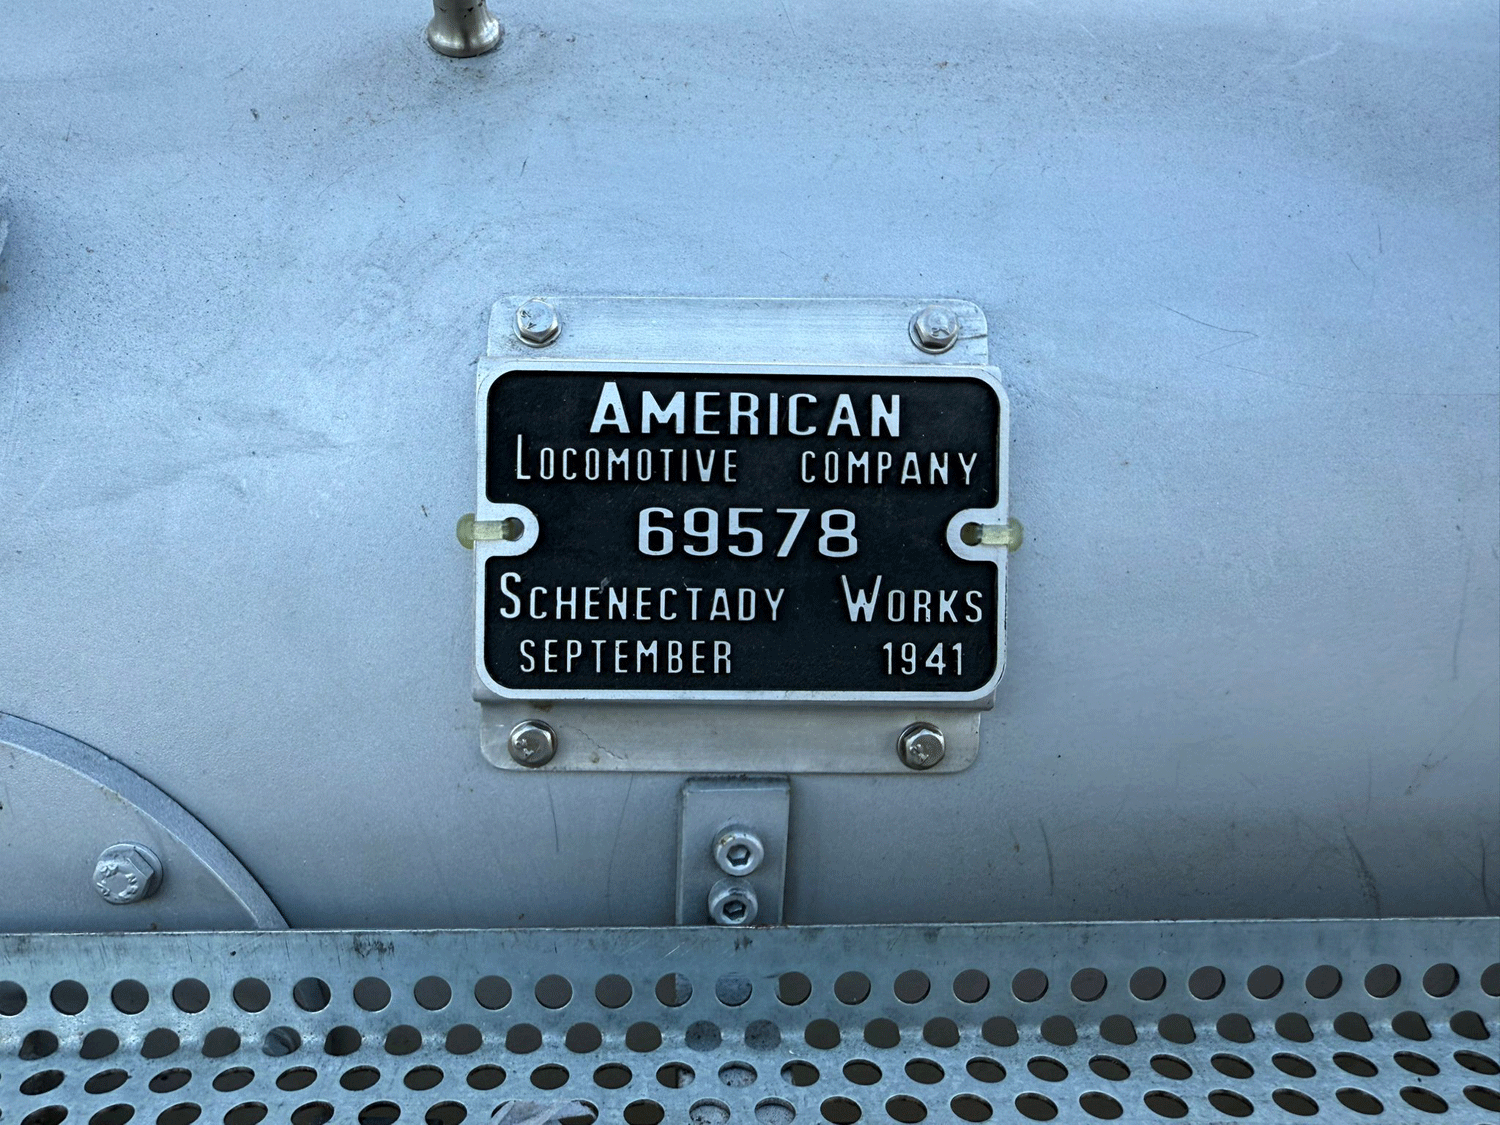 AMERICAN
LOCOMOTIVE COMPANY
69578
SCHENECTADY WORKS
SEPTEMBER 1941